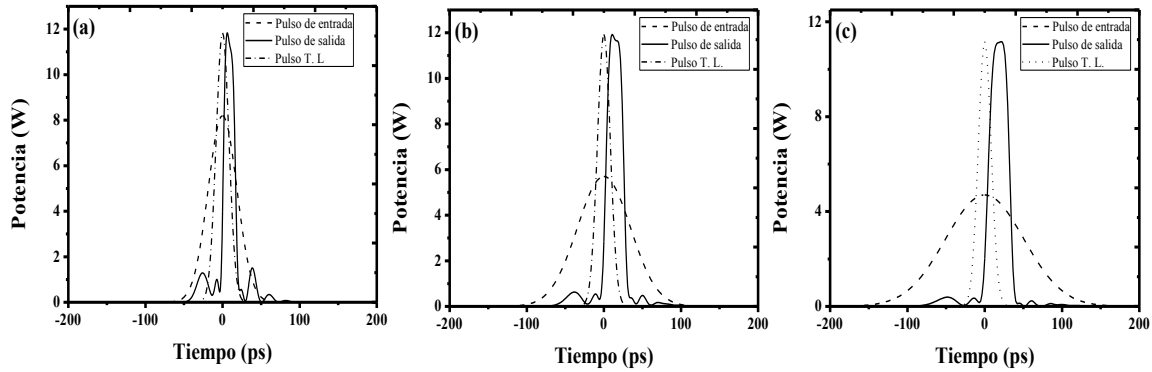 (a)
Pulso de entrada
Pulso de salida
Pulso T. L
Potencia (W)
12
10
8
6
4
2
0
-200
-100
0
100
200
Tiempo (ps)
(b)
Pulso de entrada
Pulso de salida
Pulso T. L.
Potencia (W)
12
10
8
6
4
2
0
-200
-100
0
100
200
Tiempo (ps)
(c)
Pulso de entrada
Pulso de salida
Pulso T. L.
Potencia (W)
12
8
4
0
-200
-100
0
100
200
Tiempo (ps)